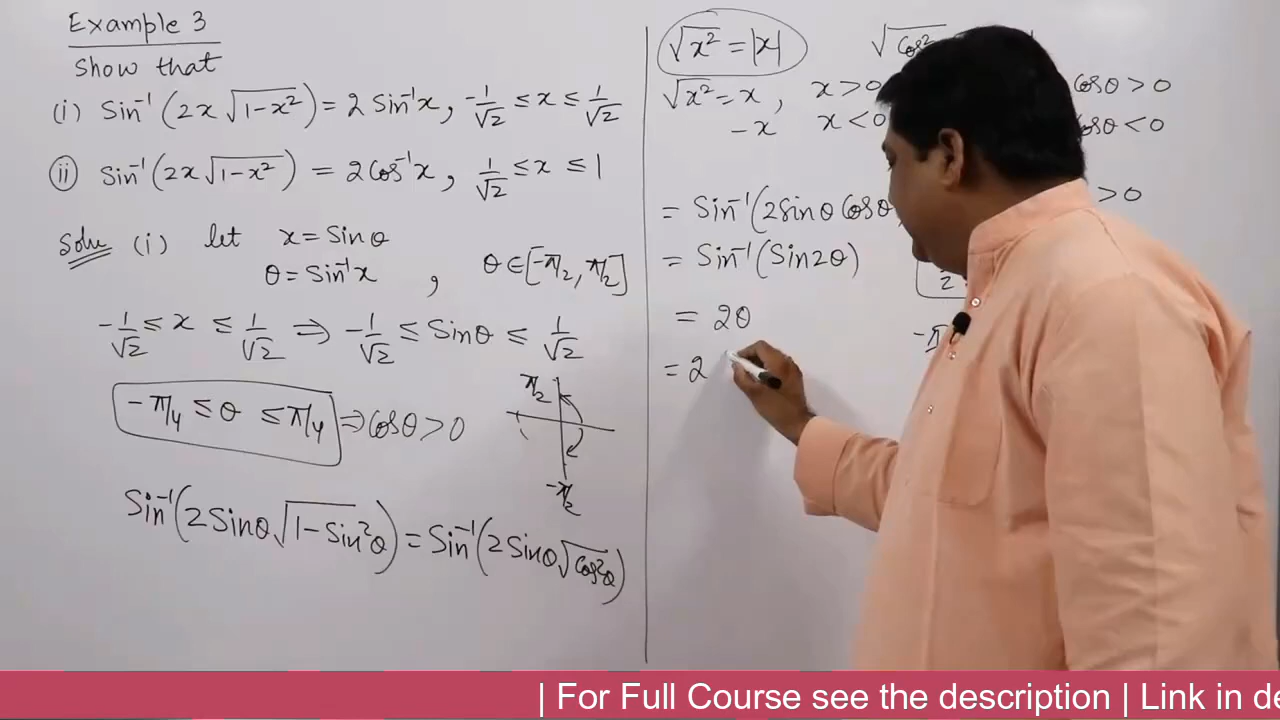 Example 3
Show that
(i) Sin⁻¹(2x√(1-x²)) = 2 Sin⁻¹x, -1/√2 ≤ x ≤ 1/√2
(ii) Sin⁻¹(2x√(1-x²)) = 2Cos⁻¹x, 1/√2 ≤ x ≤ 1
Solu (i) let x = Sinθ
θ = Sin⁻¹x , θ∈[-π/2, π/2]
-1/√2 ≤ x ≤ 1/√2 ⇒ -1/√2 ≤ Sinθ ≤ 1/√2
-π/4 ≤ θ ≤ π/4 ⇒ Cosθ > 0
π/2
-π/2
Sin⁻¹(2Sinθ√(1-Sin²θ)) = Sin⁻¹(2Sinθ√(Cos²θ))
√x² = |x| √Cos²
√x² = x, x > 0 Cosθ > 0
-x x < 0 Cosθ < 0
= Sin⁻¹(2Sinθ Cosθ > 0
= Sin⁻¹(Sin2θ)
= 2θ
= 2
| For Full Course see the description | Link in de